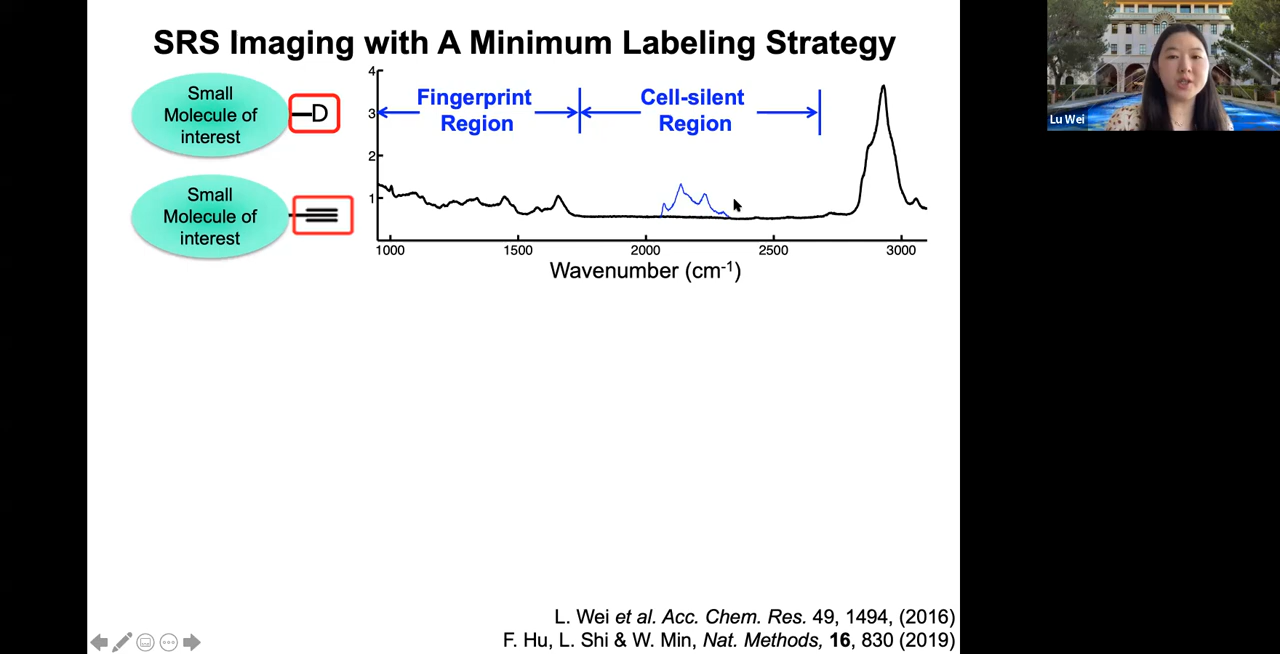 SRS Imaging with A Minimum Labeling Strategy
Small
Molecule of
interest
D
Small
Molecule of
interest
4
3
2
1
Fingerprint
Region
Cell-silent
Region
1000 1500 2000 2500 3000
Wavenumber (cm-1)
L. Wei et al. Acc. Chem. Res. 49, 1494, (2016)
F. Hu, L. Shi & W. Min, Nat. Methods, 16, 830 (2019)
Lu Wei